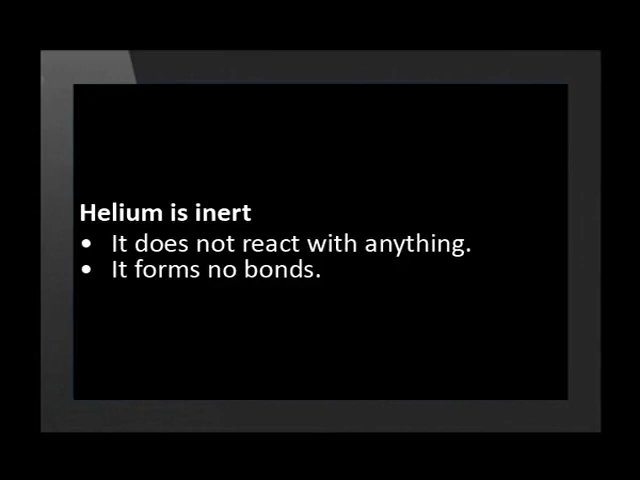 Helium is inert
• It does not react with anything.
• It forms no bonds.